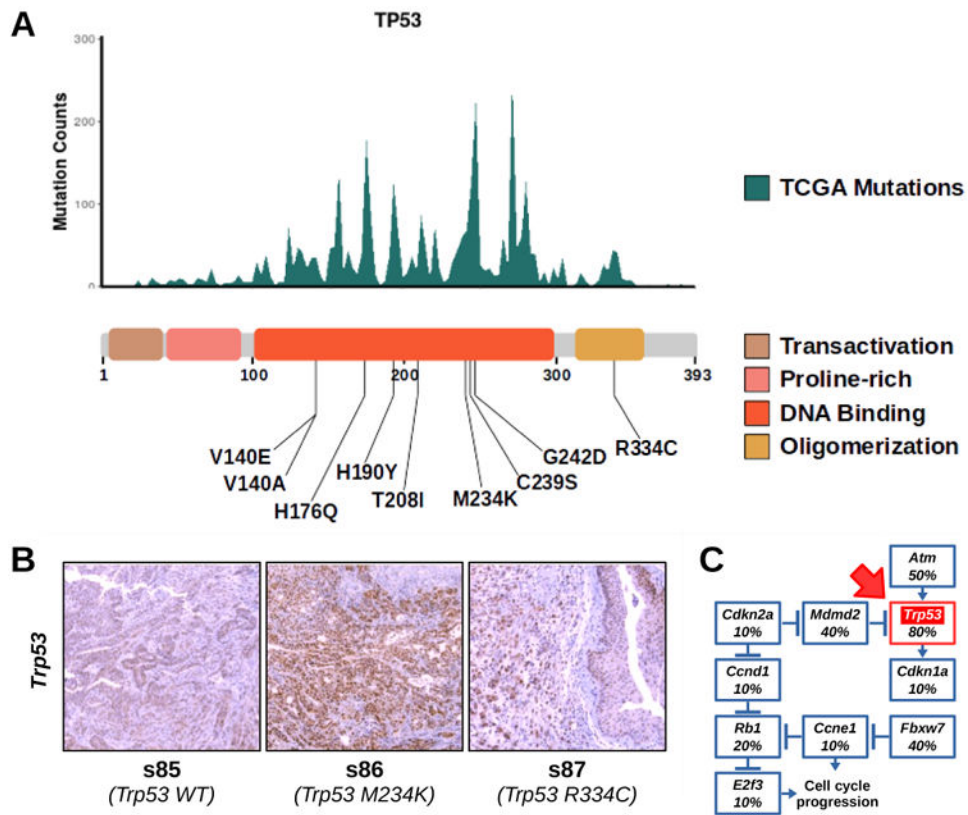 A
TP53
300
200
100
0
Mutation Counts
TCGA Mutations
1
100
200
300
393
Transactivation
Proline-rich
DNA Binding
Oligomerization
V140E
V140A
H176Q
H190Y
T208I
M234K
C239S
G242D
R334C
B
Trp53
s85
(Trp53 WT)
s86
(Trp53 M234K)
s87
(Trp53 R334C)
C
Atm
50%
Cdkn2a
10%
Mdmd2
40%
Trp53
80%
Ccnd1
10%
Cdkn1a
10%
Rb1
20%
Ccne1
10%
Fbxw7
40%
E2f3
10%
Cell cycle
progression